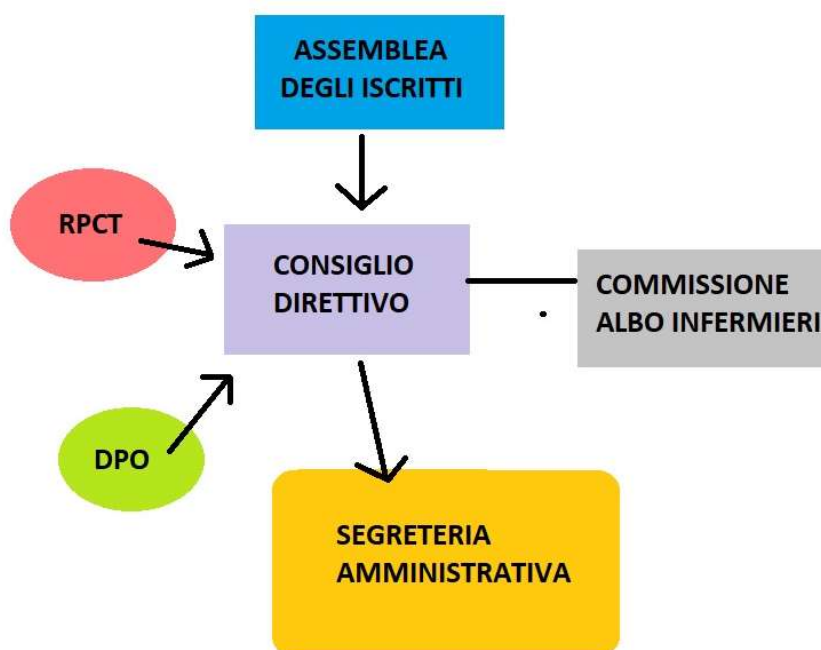 ASSEMBLEA
DEGLI ISCRITTI
RPCT
CONSIGLIO
DIRETTIVO
COMMISSIONE
ALBO INFERMIERI
DPO
SEGRETERIA
AMMINISTRATIVA